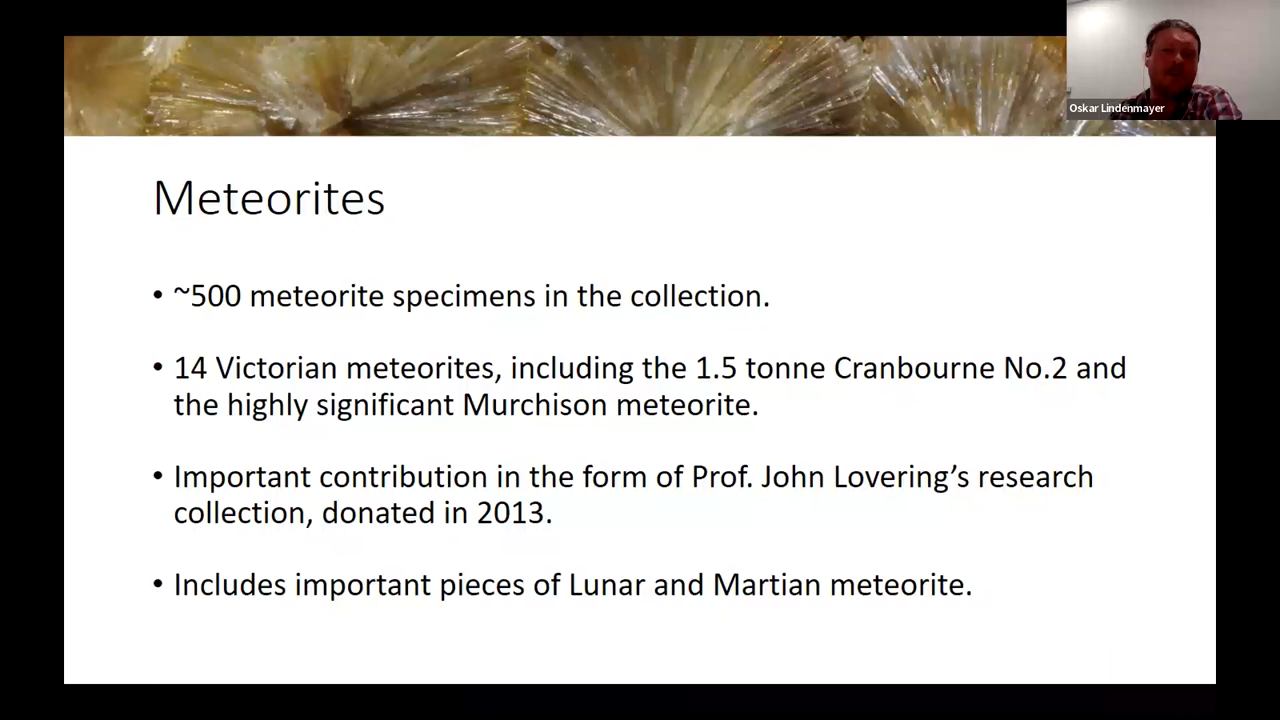 Oskar Lindenmayer
Meteorites
• ~500 meteorite specimens in the collection.
• 14 Victorian meteorites, including the 1.5 tonne Cranbourne No.2 and
the highly significant Murchison meteorite.
• Important contribution in the form of Prof. John Lovering’s research
collection, donated in 2013.
• Includes important pieces of Lunar and Martian meteorite.